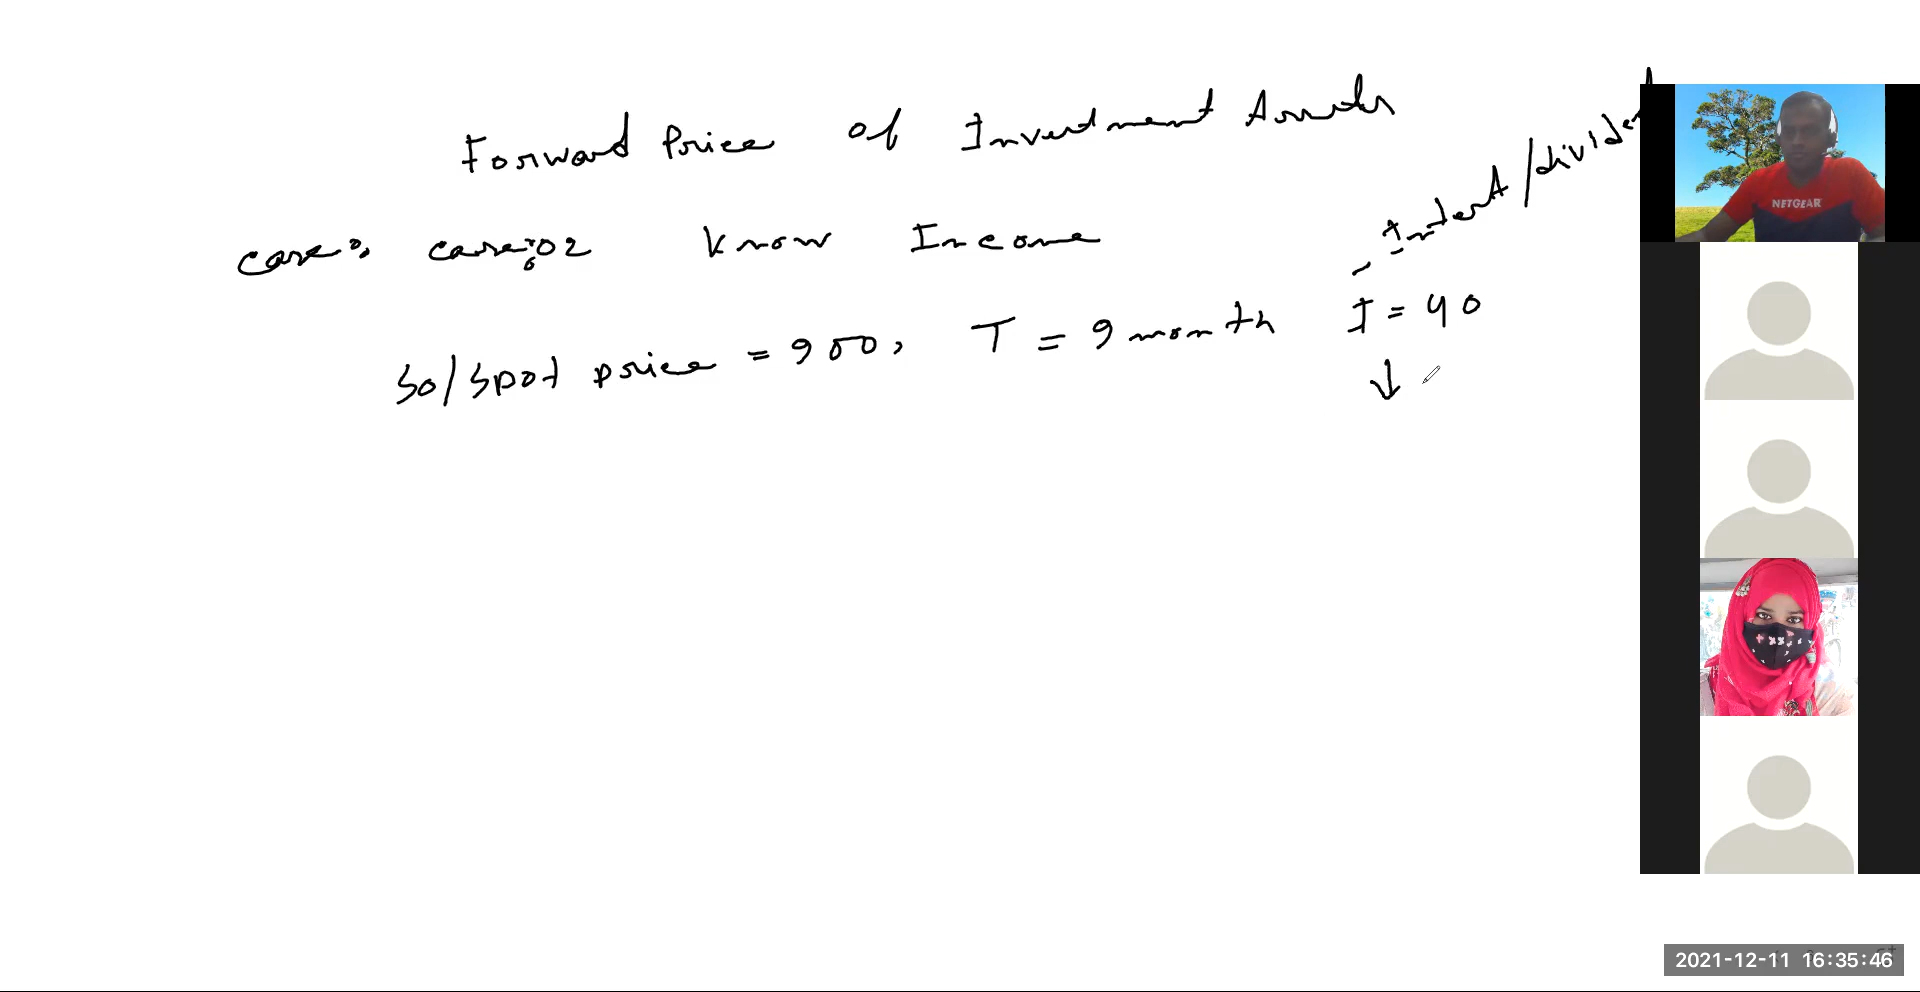 Forward Price of Investment Assets
Interest/dividend
case: case:02 Know Income
So/spot price = 900, T = 9 month I = 40
↓
NETGEAR
2021-12-11 16:35:46